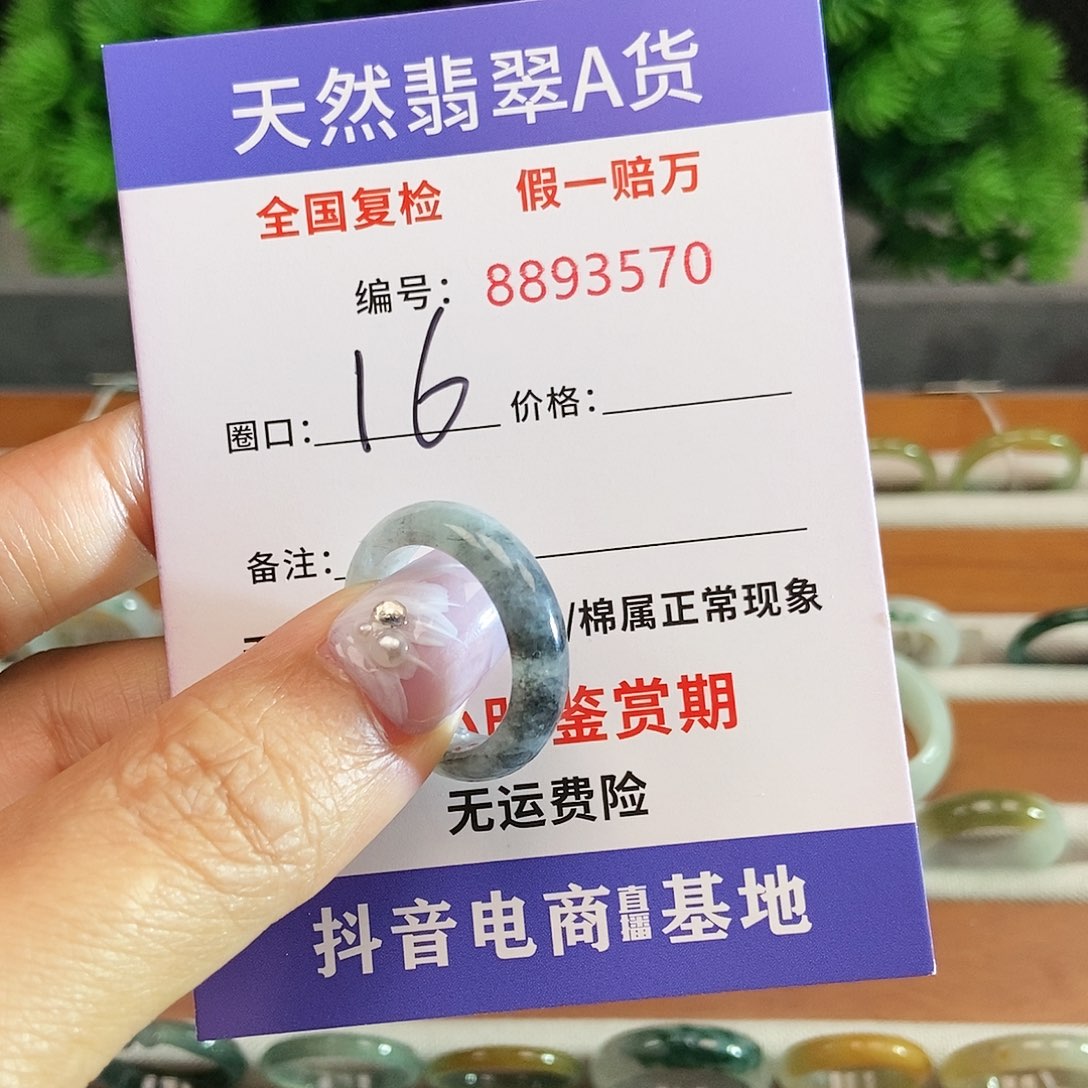 天然翡翠A货
全国复检 假一赔万
编号：8893570
圈口：16 价格：
备注：
/棉属正常现象
鉴赏期
无运费险
抖音电商直播基地